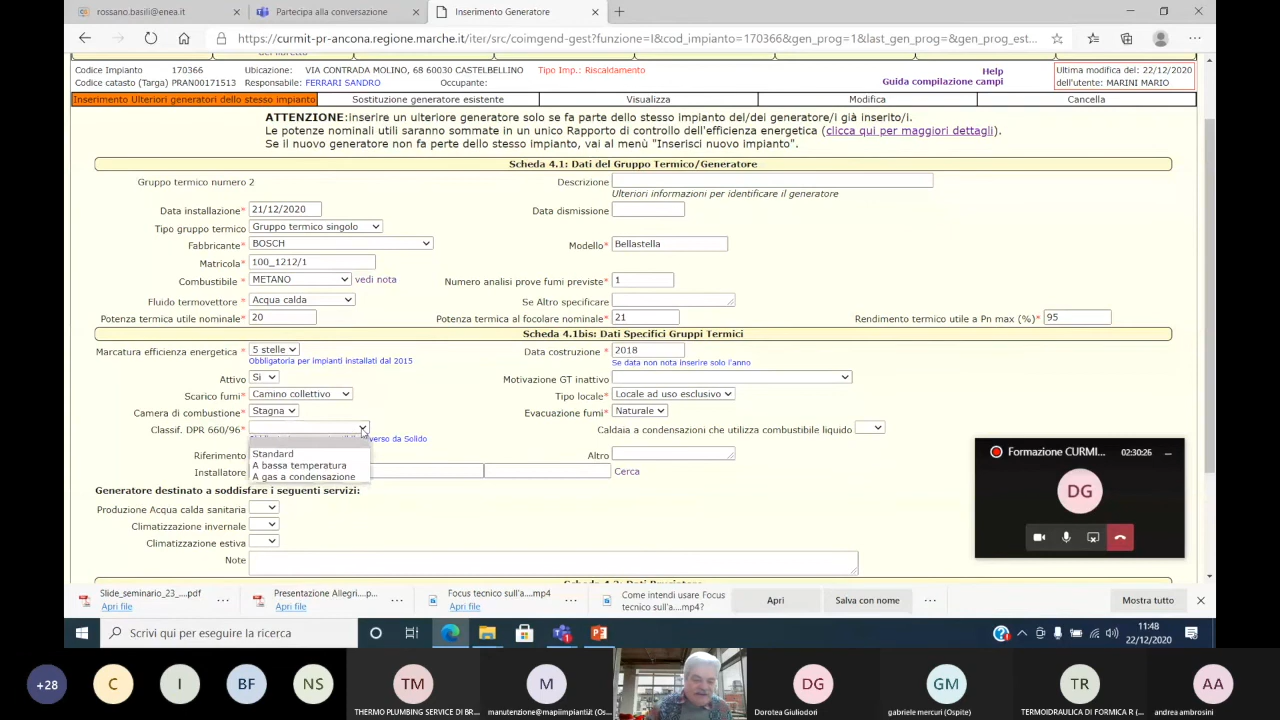 rossano.basili@enea.it
Partecipa alla conversazione
Inserimento Generatore
https://curmit-pr-ancona.regione.marche.it/iter/src/coimgend-gest?funzione=I&cod_impianto=170366&gen_prog=1&last_gen_prog=&gen_prog_est...
Codice Impianto 170366 Ubicazione: VIA CONTRADA MOLINO, 68 60030 CASTELBELLINO Tipo Imp.: Riscaldamento Help Ultima modifica del: 22/12/2020
Codice catasto (Targa) PRAN00171513 Responsabile: FERRARI SANDRO Occupante: Guida compilazione campi dell'utente: MARINI MARIO
Inserimento Ulteriori generatori dello stesso impianto Sostituzione generatore esistente Visualizza Modifica Cancella
ATTENZIONE:inserire un ulteriore generatore solo se fa parte dello stesso impianto del/dei generatore/i già inserito/i.
Le potenze nominali utili saranno sommate in un unico Rapporto di controllo dell'efficienza energetica (clicca qui per maggiori dettagli).
Se il nuovo generatore non fa parte dello stesso impianto, vai al menù "Inserisci nuovo impianto".
Scheda 4.1: Dati del Gruppo Termico/Generatore
Gruppo termico numero 2 Descrizione
Ulteriori informazioni per identificare il generatore
Data installazione* 21/12/2020 Data dismissione
Tipo gruppo termico Gruppo termico singolo
Fabbricante* BOSCH Modello* Bellastella
Matricola* 100_1212/1
Combustibile* METANO vedi nota Numero analisi prove fumi previste* 1
Fluido termovettore* Acqua calda Se Altro specificare
Potenza termica utile nominale* 20 Potenza termica al focolare nominale* 21 Rendimento termico utile a Pn max (%)* 95
Scheda 4.1bis: Dati Specifici Gruppi Termici
Marcatura efficienza energetica* 5 stelle Data costruzione * 2018
Obbligatoria per impianti installati dal 2015 Se data non nota inserire solo l'anno
Attivo Si Motivazione GT inattivo
Scarico fumi* Camino collettivo Tipo locale* Locale ad uso esclusivo
Camera di combustione* Stagna Evacuazione fumi* Naturale
Classif. DPR 660/96* Caldaia a condensazioni che utilizza combustibile liquido
verso da Solido
Standard
Riferimento Altro
A bassa temperatura
Installatore Cerca
A gas a condensazione
Generatore destinato a soddisfare i seguenti servizi:
Produzione Acqua calda sanitaria
Climatizzazione invernale
Climatizzazione estiva
Note
Formazione CURMI... 02:30:26
DG
Slide_seminario_23_....pdf
Apri file
Presentazione Allegri....p...
Apri file
Focus tecnico sull'a....mp4
Apri file
Come intendi usare Focus
tecnico sull'a....mp4?
Apri
Salva con nome
Mostra tutto
Scrivi qui per eseguire la ricerca
11:48
22/12/2020
+28 C I BF NS TM M DG GM TR AA
THERMO PLUMBING SERVICE DI BR... manutenzione@mapiimpianti2 (Os... Dorotea Giuliodori gabriele mercuri (Ospite) TERMOIDRAULICA DI FORMICA R (... andrea ambrosini